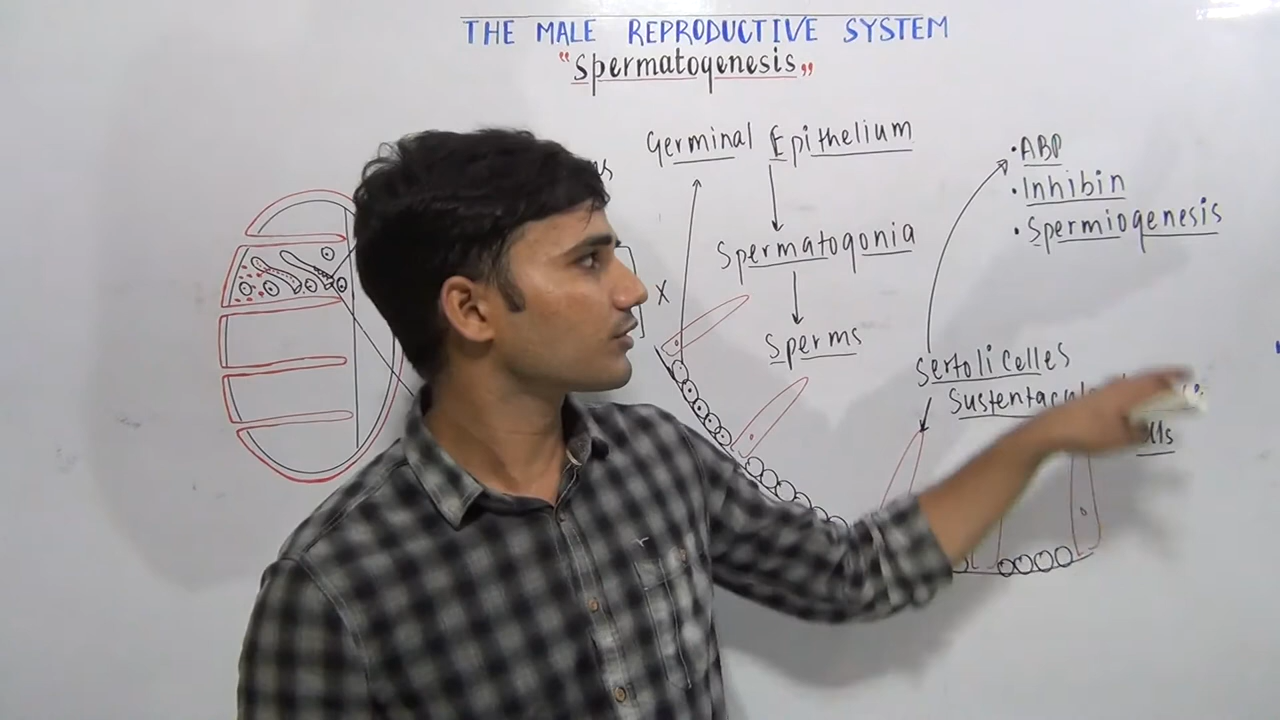 THE MALE REPRODUCTIVE SYSTEM
"Spermatogenesis"
Germinal Epithelium
Spermatogonia
Sperms
X
• ABP
• Inhibin
• Spermiogenesis
Sertoli celles